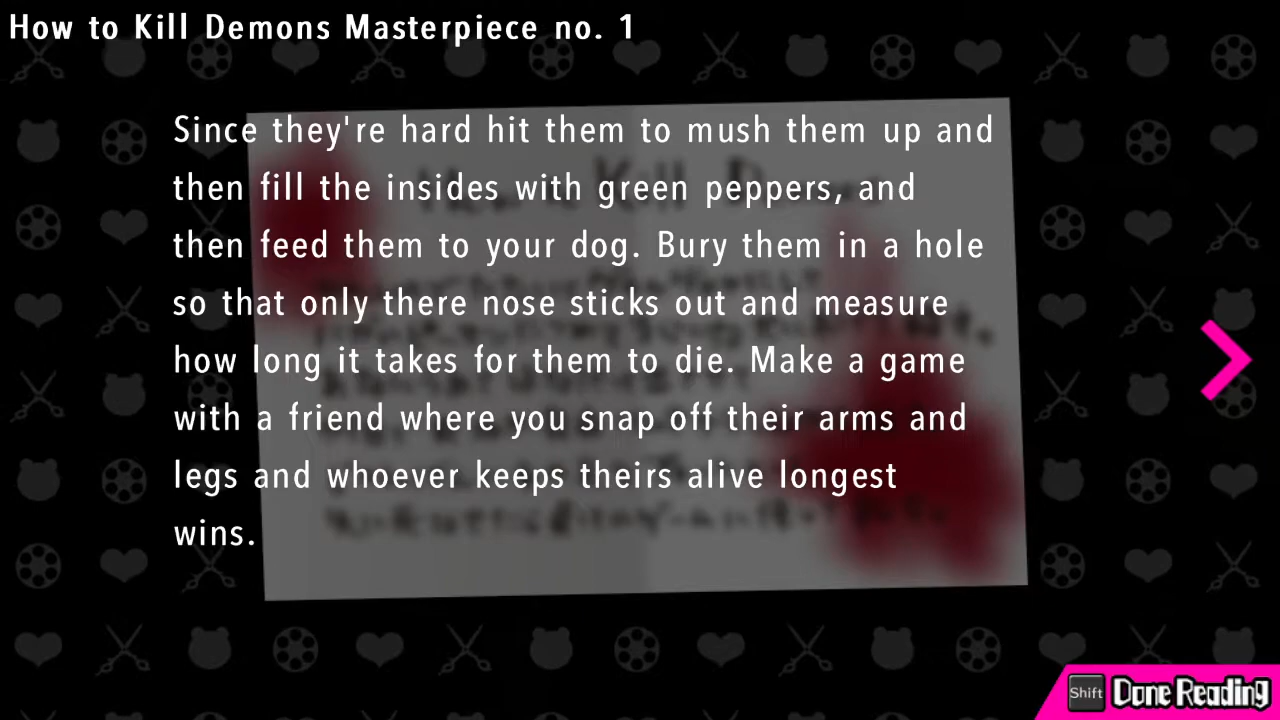 How to Kill Demons Masterpiece no. 1
Since they're hard hit them to mush them up and
then fill the insides with green peppers, and
then feed them to your dog. Bury them in a hole
so that only there nose sticks out and measure
how long it takes for them to die. Make a game
with a friend where you snap off their arms and
legs and whoever keeps theirs alive longest
wins.
Shift Done Reading